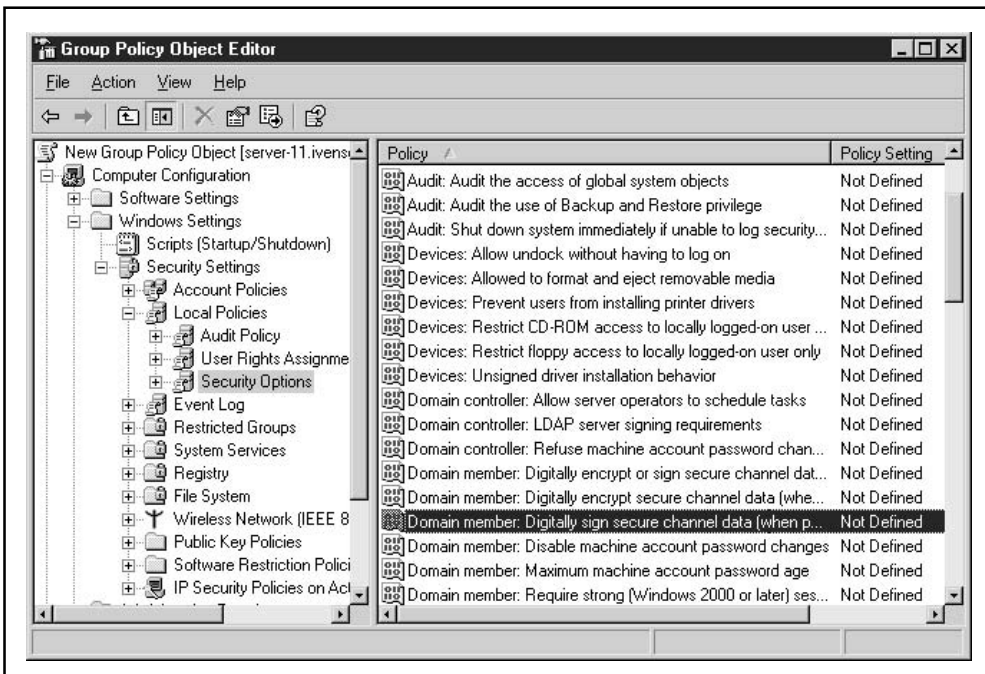 Group Policy Object Editor
File Action View Help
New Group Policy Object [server-11.ivens
Computer Configuration
Software Settings
Windows Settings
Scripts (Startup/Shutdown)
Security Settings
Account Policies
Local Policies
Audit Policy
User Rights Assignme
Security Options
Event Log
Restricted Groups
System Services
Registry
File System
Wireless Network (IEEE 8
Public Key Policies
Software Restriction Polici
IP Security Policies on Act
Policy Policy Setting
Audit: Audit the access of global system objects Not Defined
Audit: Audit the use of Backup and Restore privilege Not Defined
Audit: Shut down system immediately if unable to log security... Not Defined
Devices: Allow undock without having to log on Not Defined
Devices: Allowed to format and eject removable media Not Defined
Devices: Prevent users from installing printer drivers Not Defined
Devices: Restrict CD-ROM access to locally logged-on user ... Not Defined
Devices: Restrict floppy access to locally logged-on user only Not Defined
Devices: Unsigned driver installation behavior Not Defined
Domain controller: Allow server operators to schedule tasks Not Defined
Domain controller: LDAP server signing requirements Not Defined
Domain controller: Refuse machine account password chan... Not Defined
Domain member: Digitally encrypt or sign secure channel dat... Not Defined
Domain member: Digitally encrypt secure channel data (whe... Not Defined
Domain member: Digitally sign secure channel data (when p... Not Defined
Domain member: Disable machine account password changes Not Defined
Domain member: Maximum machine account password age Not Defined
Domain member: Require strong (Windows 2000 or later) ses... Not Defined